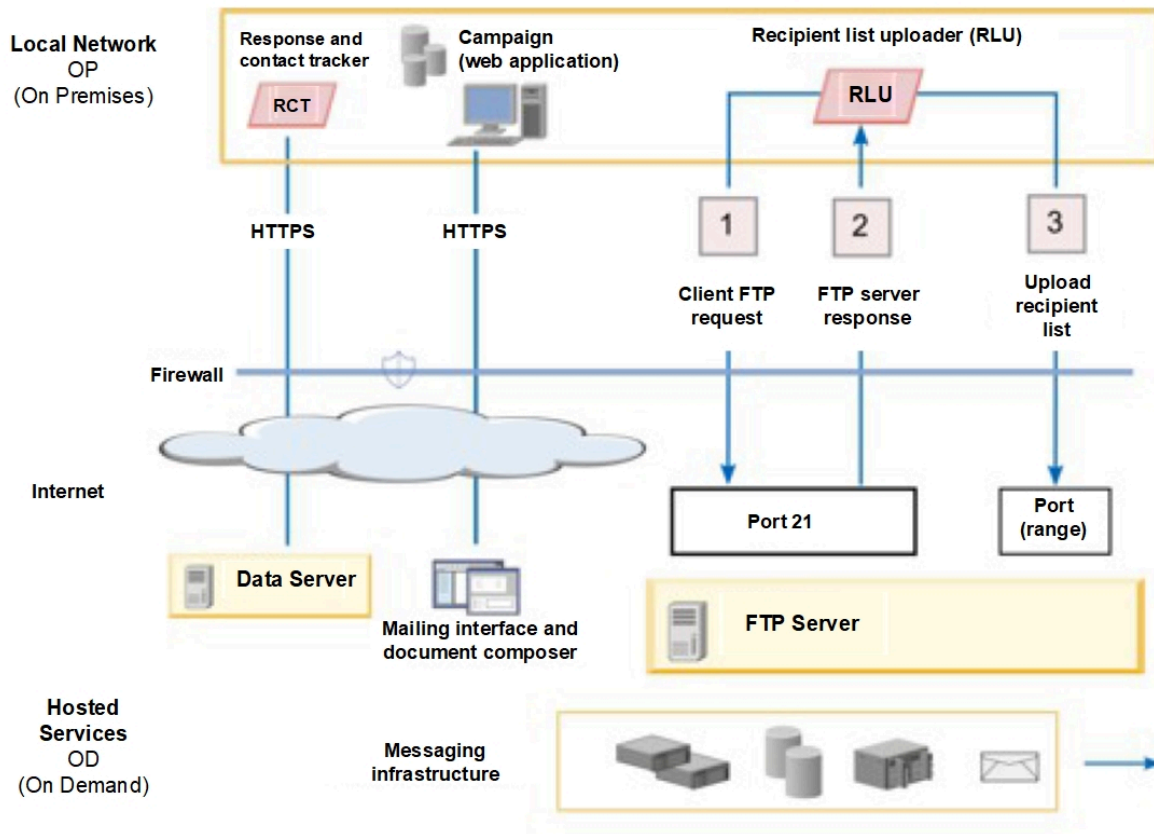 Local Network
OP
(On Premises)
Response and
contact tracker
RCT
Campaign
(web application)
Recipient list uploader (RLU)
RLU
HTTPS
HTTPS
1
2
3
Client FTP
request
FTP server
response
Upload
recipient
list
Firewall
Internet
Port 21
Port
(range)
Data Server
Mailing interface and
document composer
FTP Server
Hosted
Services
OD
(On Demand)
Messaging
infrastructure